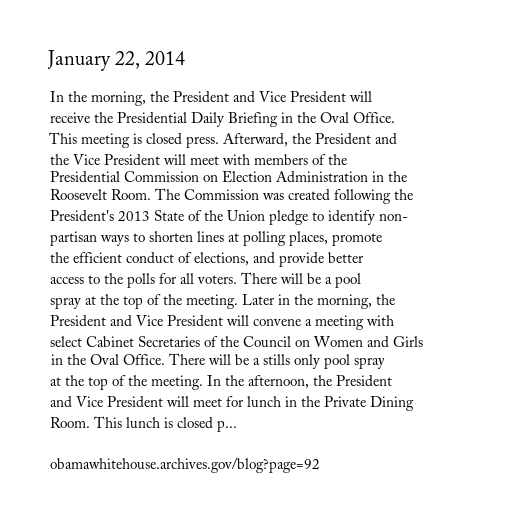 January 22, 2014
In the morning, the President and Vice President will
receive the Presidential Daily Briefing in the Oval Office.
This meeting is closed press. Afterward, the President and
the Vice President will meet with members of the
Presidential Commission on Election Administration in the
Roosevelt Room. The Commission was created following the
President's 2013 State of the Union pledge to identify non-
partisan ways to shorten lines at polling places, promote
the efficient conduct of elections, and provide better
access to the polls for all voters. There will be a pool
spray at the top of the meeting. Later in the morning, the
President and Vice President will convene a meeting with
select Cabinet Secretaries of the Council on Women and Girls
in the Oval Office. There will be a stills only pool spray
at the top of the meeting. In the afternoon, the President
and Vice President will meet for lunch in the Private Dining
Room. This lunch is closed p...
obamawhitehouse.archives.gov/blog?page=92